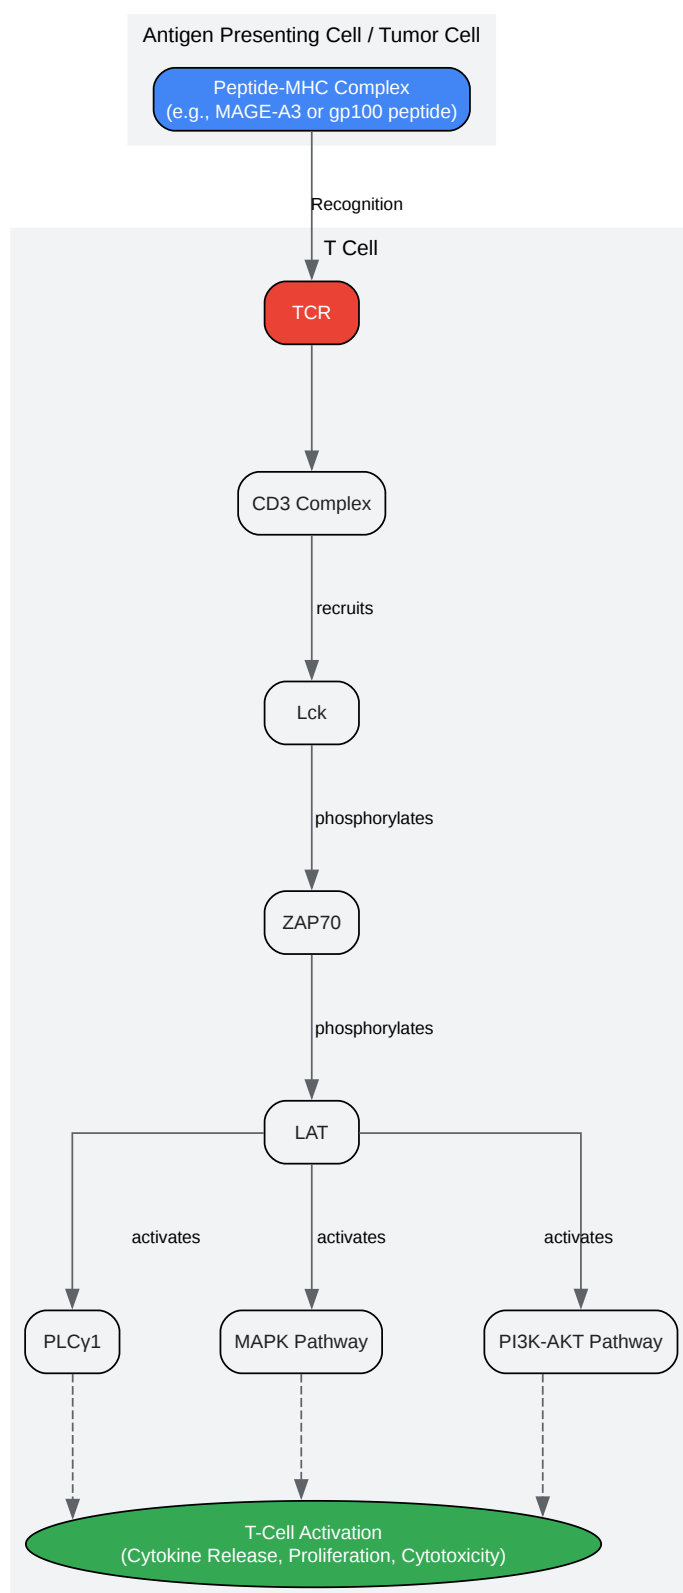 Antigen Presenting Cell / Tumor Cell
Peptide-MHC Complex
(e.g., MAGE-A3 or gp100 peptide)
Recognition
T Cell
TCR
CD3 Complex
recruits
Lck
phosphorylates
ZAP70
phosphorylates
LAT
activates
activates
activates
PLCγ1
MAPK Pathway
PI3K-AKT Pathway
T-Cell Activation
(Cytokine Release, Proliferation, Cytotoxicity)